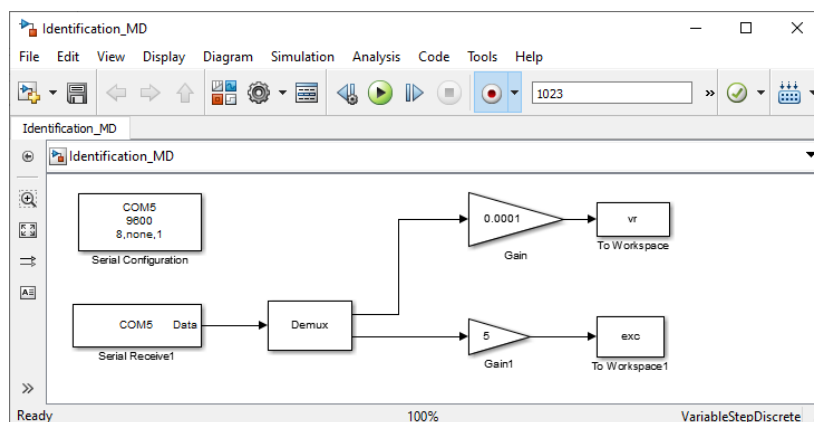 Identification_MD
File Edit View Display Diagram Simulation Analysis Code Tools Help
1023
»
Identification_MD
Identification_MD
COM5
9600
8,none,1
Serial Configuration
0.0001
Gain
vr
To Workspace
COM5 Data
Serial Receive1
Demux
5
Gain1
exc
To Workspace1
»
Ready 100% VariableStepDiscrete